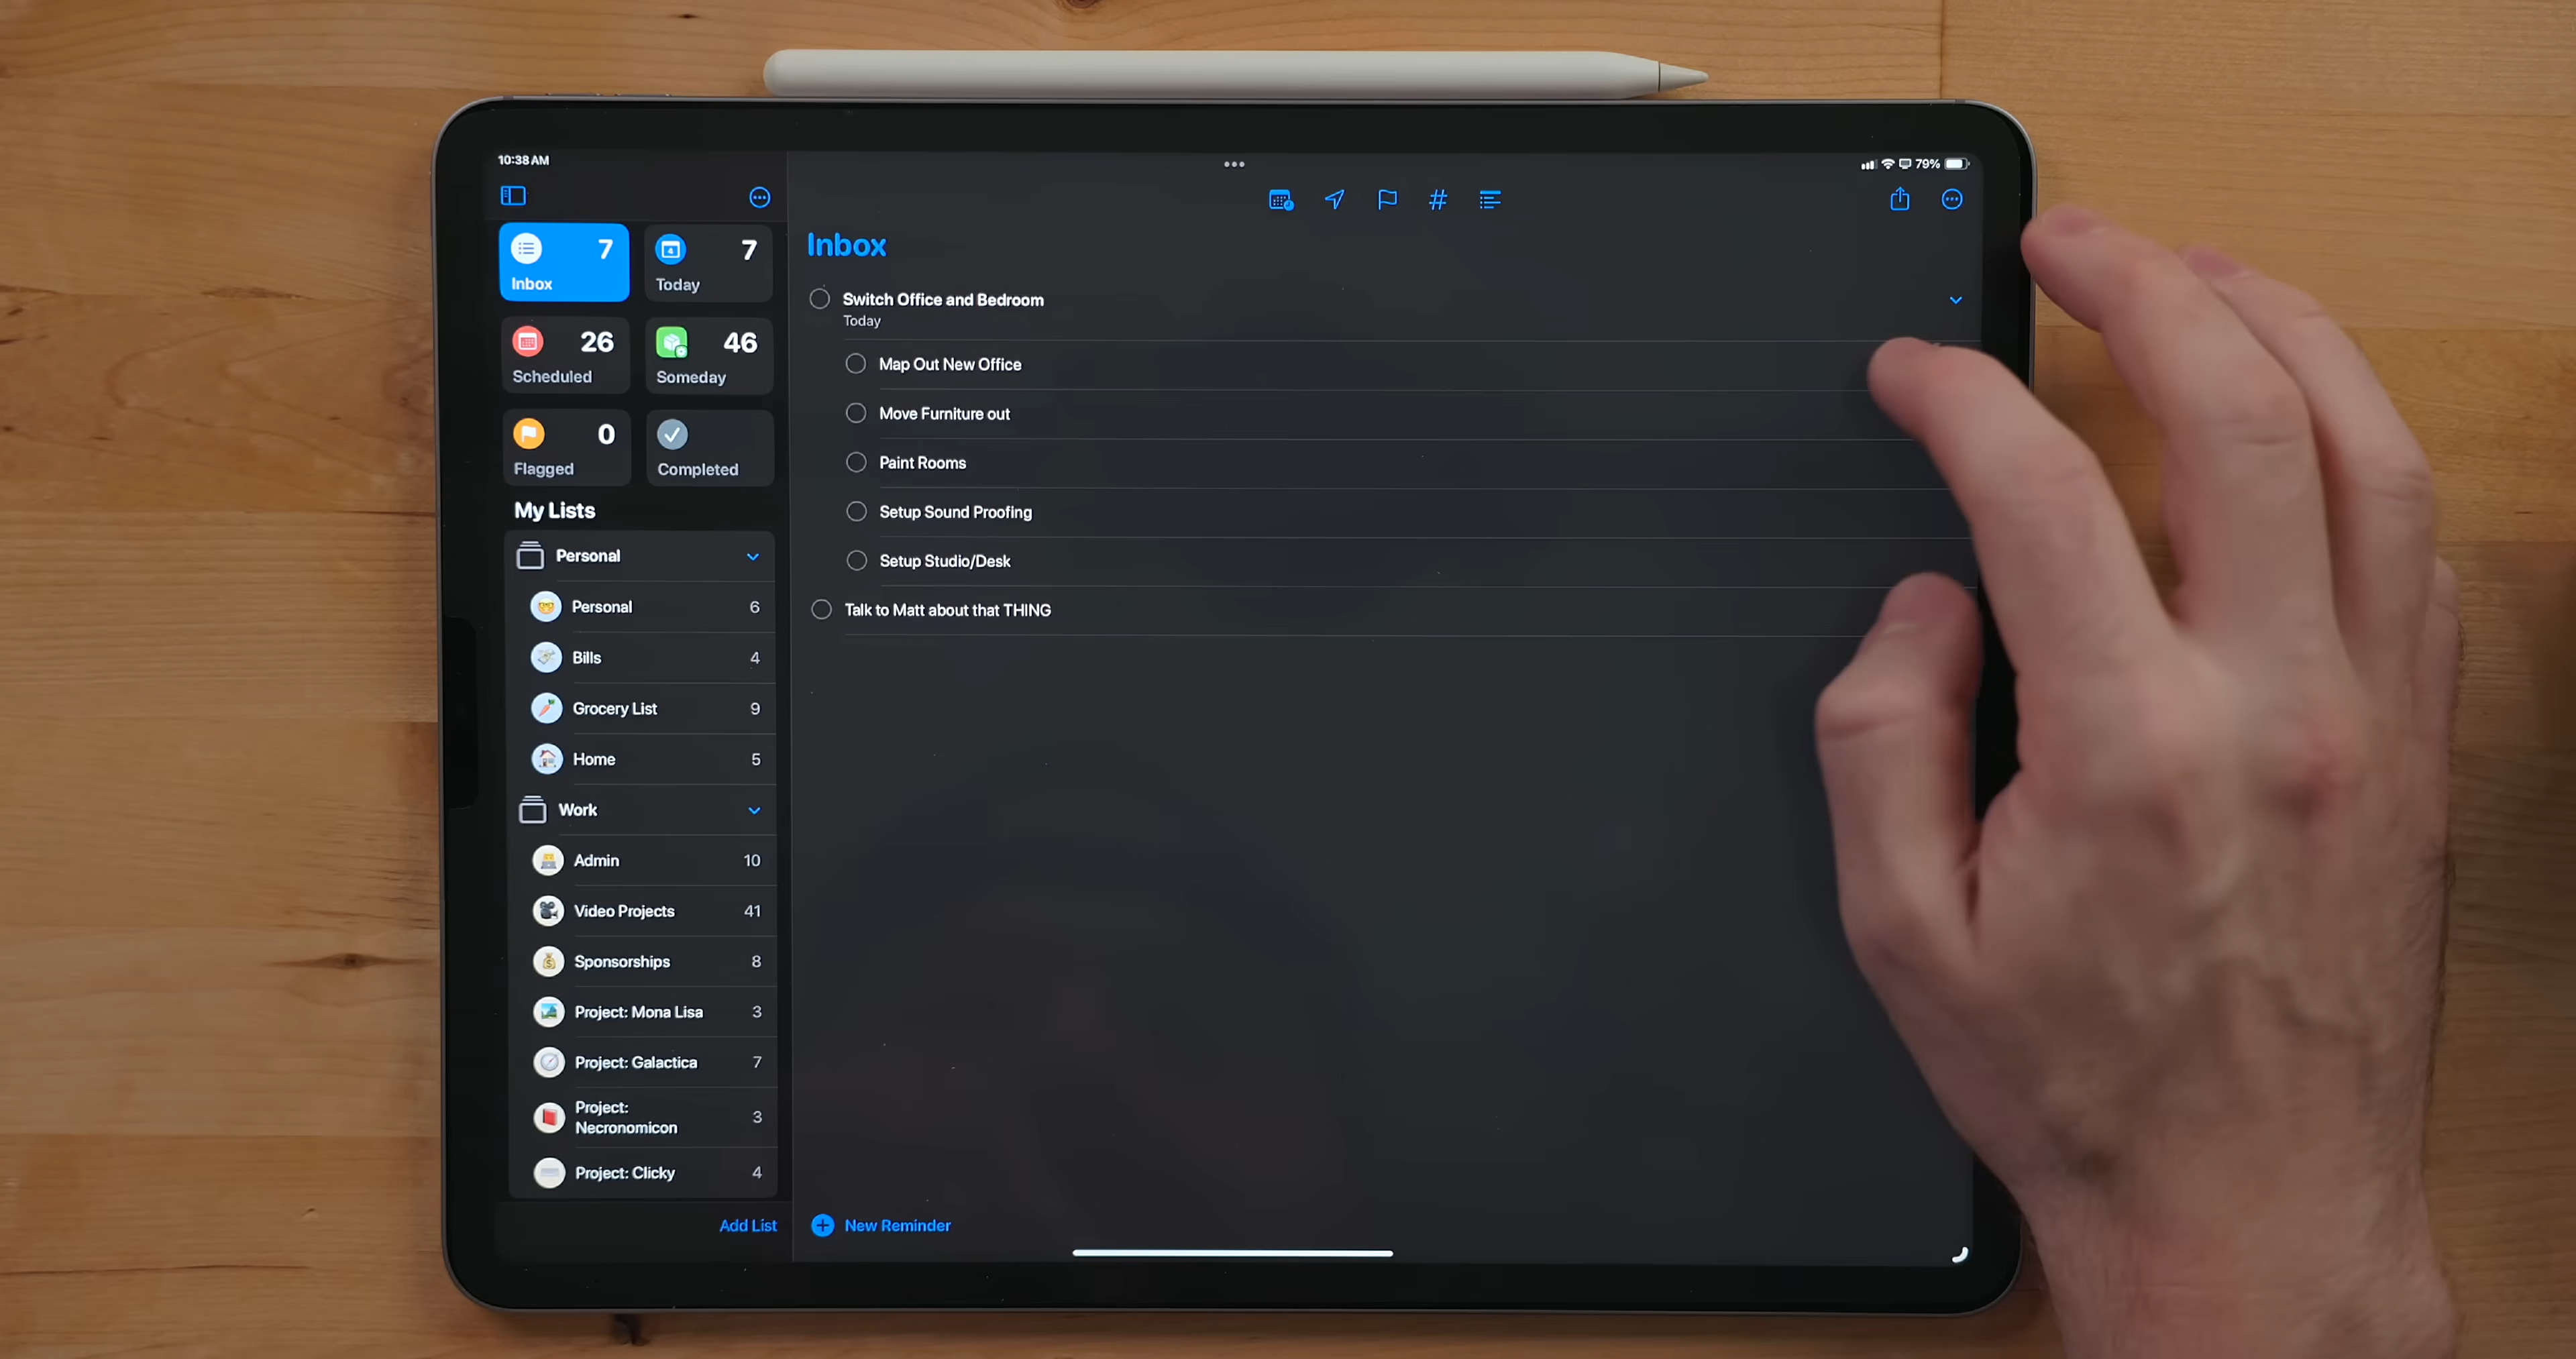 10:38 AM
79%
7
Inbox
7
Today
26
Scheduled
46
Someday
0
Flagged
Completed
My Lists
Personal
Personal 6
Bills 4
Grocery List 9
Home 5
Work
Admin 10
Video Projects 41
Sponsorships 8
Project: Mona Lisa 3
Project: Galactica 7
Project:
Necronomicon 3
Project: Clicky 4
Add List
Inbox
Switch Office and Bedroom
Today
Map Out New Office
Move Furniture out
Paint Rooms
Setup Sound Proofing
Setup Studio/Desk
Talk to Matt about that THING
New Reminder